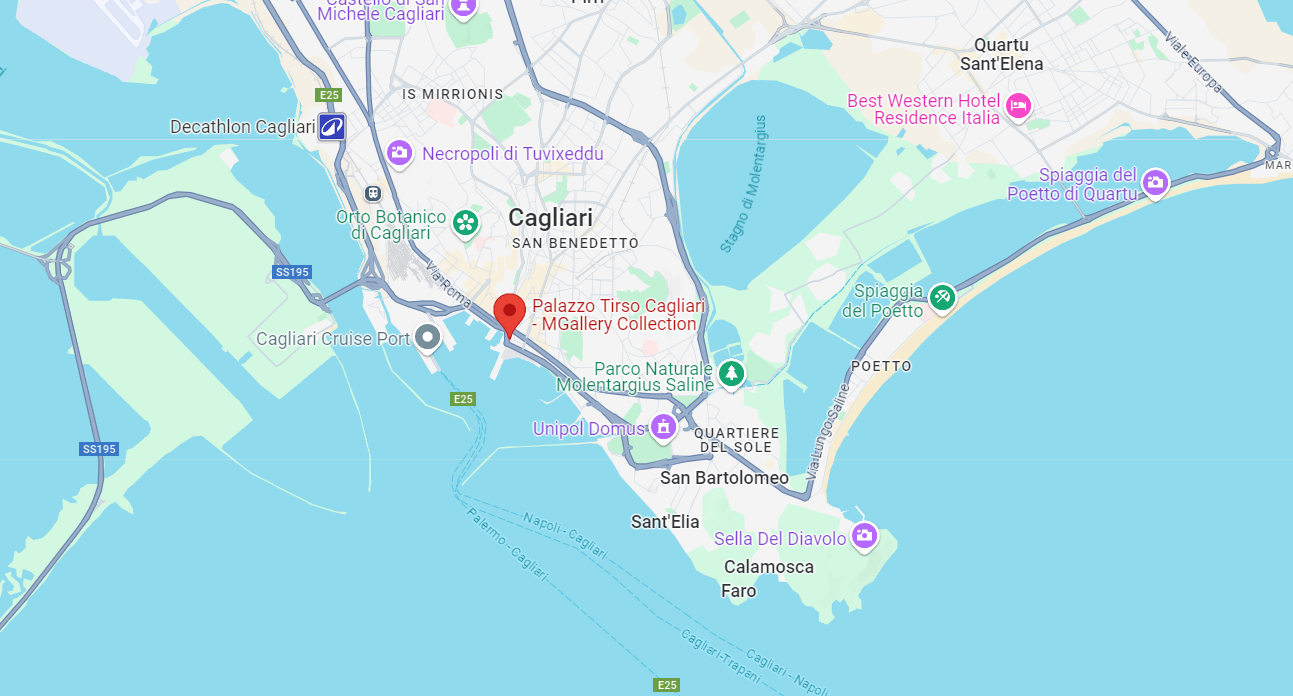 Castello di San
Michele Cagliari
Quartu
Sant'Elena
Viale Europa
E25
IS MIRRIONIS
Best Western Hotel
Residence Italia
Decathlon Cagliari
Necropoli di Tuvixeddu
Stagno di Molentargius
MAR
Spiaggia del
Poetto di Quartu
Orto Botanico
di Cagliari
Cagliari
SAN BENEDETTO
SS195
Via Roma
Spiaggia
del Poetto
Palazzo Tirso Cagliari
- MGallery Collection
Cagliari Cruise Port
POETTO
Parco Naturale
Molentargius Saline
E25
Via Lungo Saline
Unipol Domus
QUARTIERE
DEL SOLE
SS195
San Bartolomeo
Sant'Elia
Napoli - Cagliari
Palermo - Cagliari
Sella Del Diavolo
Calamosca
Faro
Cagliari-Trapani
Cagliari - Napoli
E25